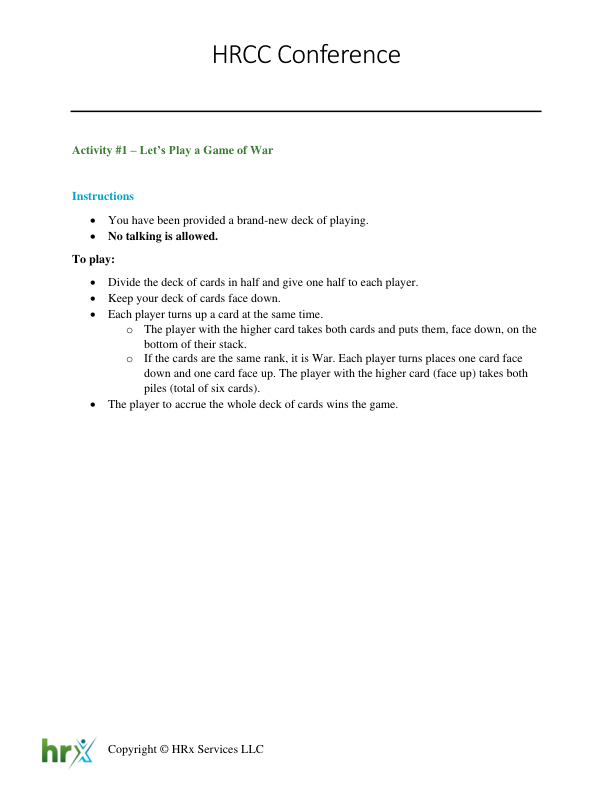 HRCC Conference
Activity #1 – Let’s Play a Game of War
Instructions
• You have been provided a brand-new deck of playing.
• No talking is allowed.
To play:
• Divide the deck of cards in half and give one half to each player.
• Keep your deck of cards face down.
• Each player turns up a card at the same time.
o The player with the higher card takes both cards and puts them, face down, on the
bottom of their stack.
o If the cards are the same rank, it is War. Each player turns places one card face
down and one card face up. The player with the higher card (face up) takes both
piles (total of six cards).
• The player to accrue the whole deck of cards wins the game.
hrx Copyright © HRx Services LLC